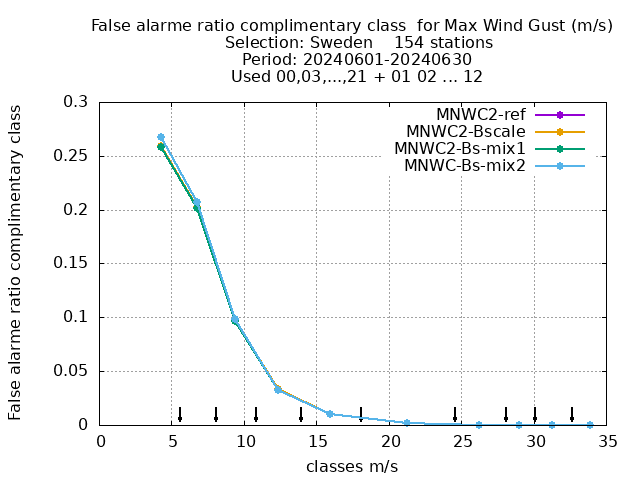 False alarme ratio complimentary class  for Max Wind Gust (m/s)
Selection: Sweden    154 stations
Period: 20240601-20240630
Used 00,03,...,21 + 01 02 ... 12
False alarme ratio complimentary class
0.3
0.25
0.2
0.15
0.1
0.05
0
MNWC2-ref
MNWC2-Bscale
MNWC2-Bs-mix1
MNWC-Bs-mix2
0 5 10 15 20 25 30 35
classes m/s